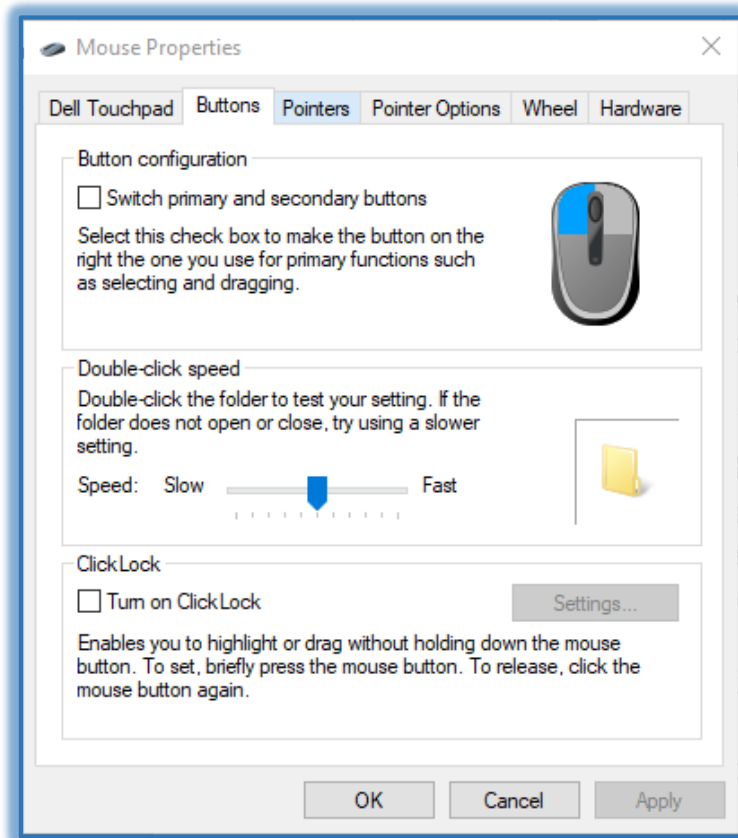 Mouse Properties
Dell Touchpad Buttons Pointers Pointer Options Wheel Hardware
Button configuration
Switch primary and secondary buttons
Select this check box to make the button on the
right the one you use for primary functions such
as selecting and dragging.
Double-click speed
Double-click the folder to test your setting. If the
folder does not open or close, try using a slower
setting.
Speed: Slow Fast
ClickLock
Turn on ClickLock Settings...
Enables you to highlight or drag without holding down the mouse
button. To set, briefly press the mouse button. To release, click the
mouse button again.
OK Cancel Apply